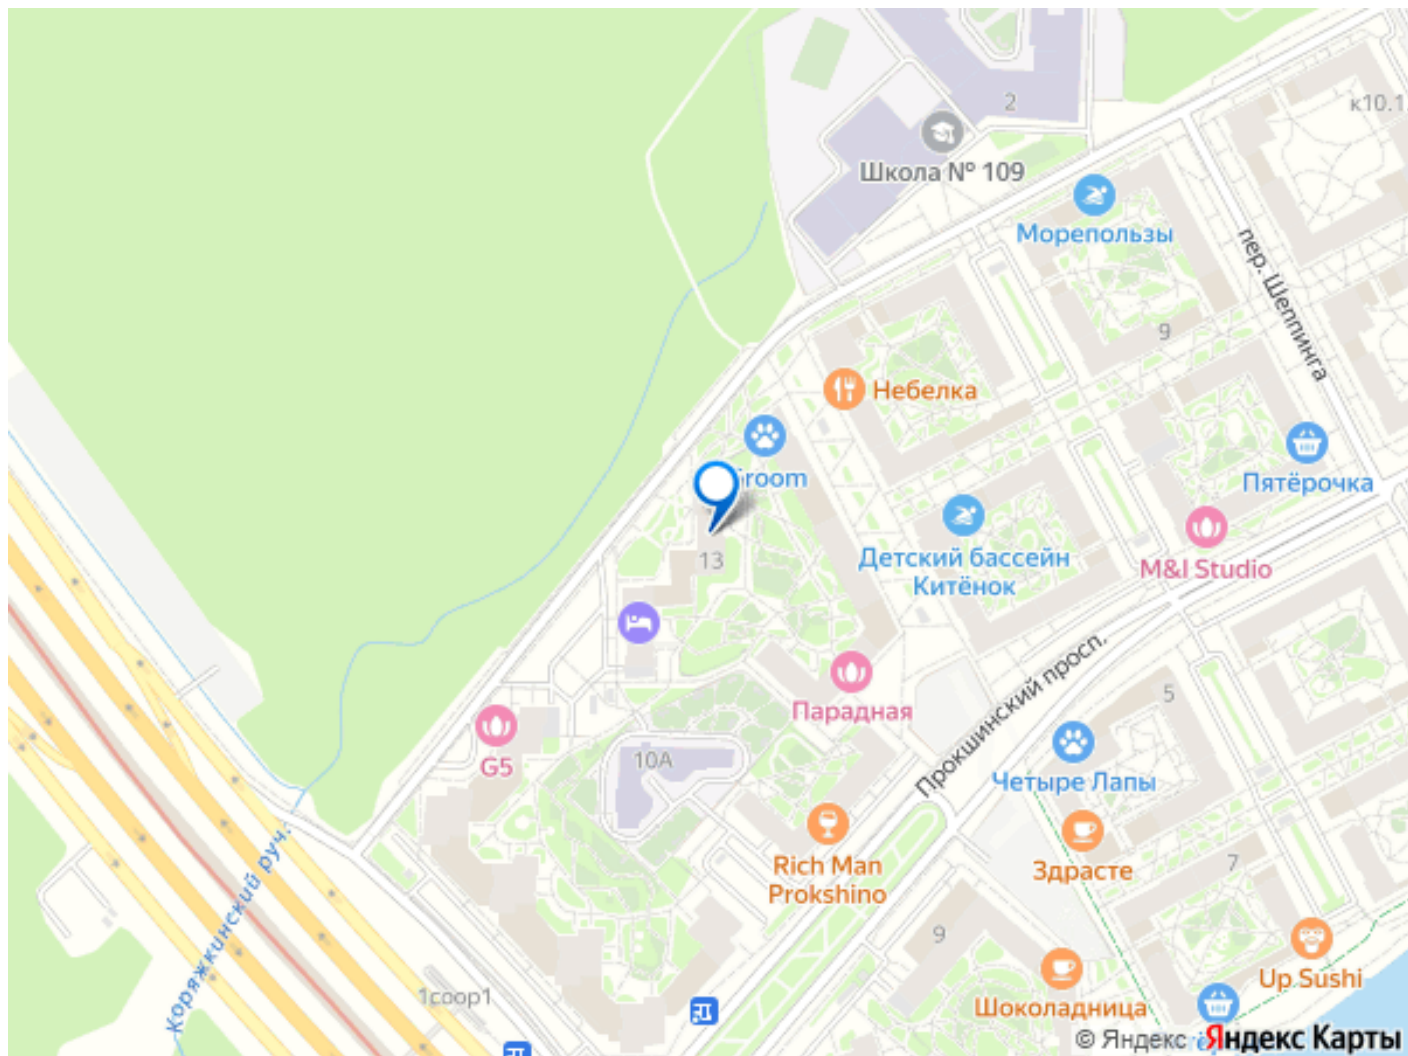 2
к10.1
Школа № 109
Морепользы
пер. Шеппинга
9
Небелка
Groom
Пятёрочка
13
Детский бассейн
Китёнок
M&I Studio
Парадная
Прокшинский просп.
5
G5
10А
Четыре Лапы
Rich Man
Prokshino
Здрасте
7
Коряжкинский руч.
9
Up Sushi
1соор1
Шоколадница
© Яндекс Яндекс Карты